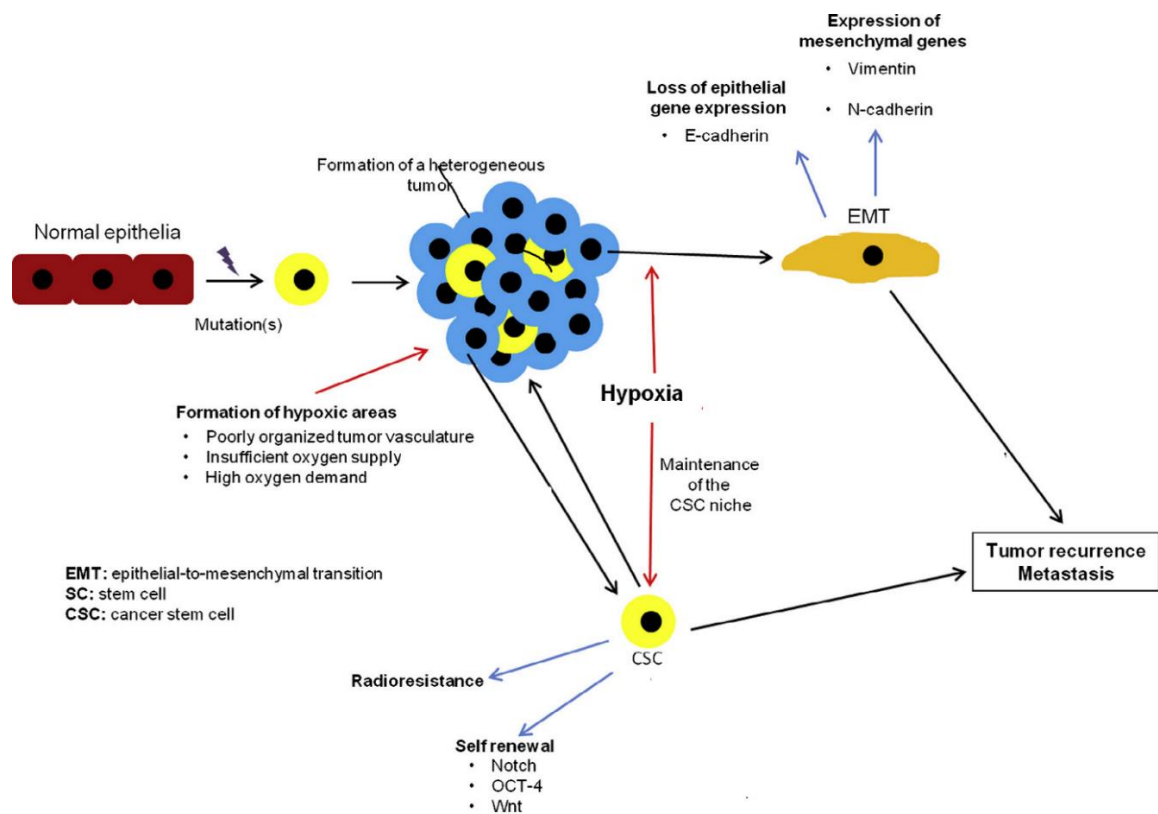 Expression of
mesenchymal genes
• Vimentin
• N-cadherin
Loss of epithelial
gene expression
• E-cadherin
Formation of a heterogeneous
tumor
EMT
Normal epithelia
Mutation(s)
Hypoxia
Formation of hypoxic areas
• Poorly organized tumor vasculature
• Insufficient oxygen supply
• High oxygen demand
Maintenance
of the
CSC niche
Tumor recurrence
Metastasis
EMT: epithelial-to-mesenchymal transition
SC: stem cell
CSC: cancer stem cell
CSC
Radioresistance
Self renewal
• Notch
• OCT-4
• Wnt